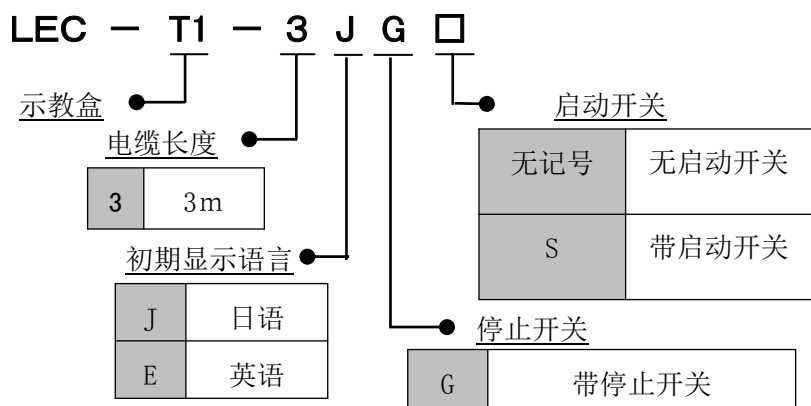 LEC － T1 － 3 J G □
示教盒
启动开关
电缆长度
无记号 无启动开关
3 3m
S 带启动开关
初期显示语言
J 日语
停止开关
E 英语
G 带停止开关